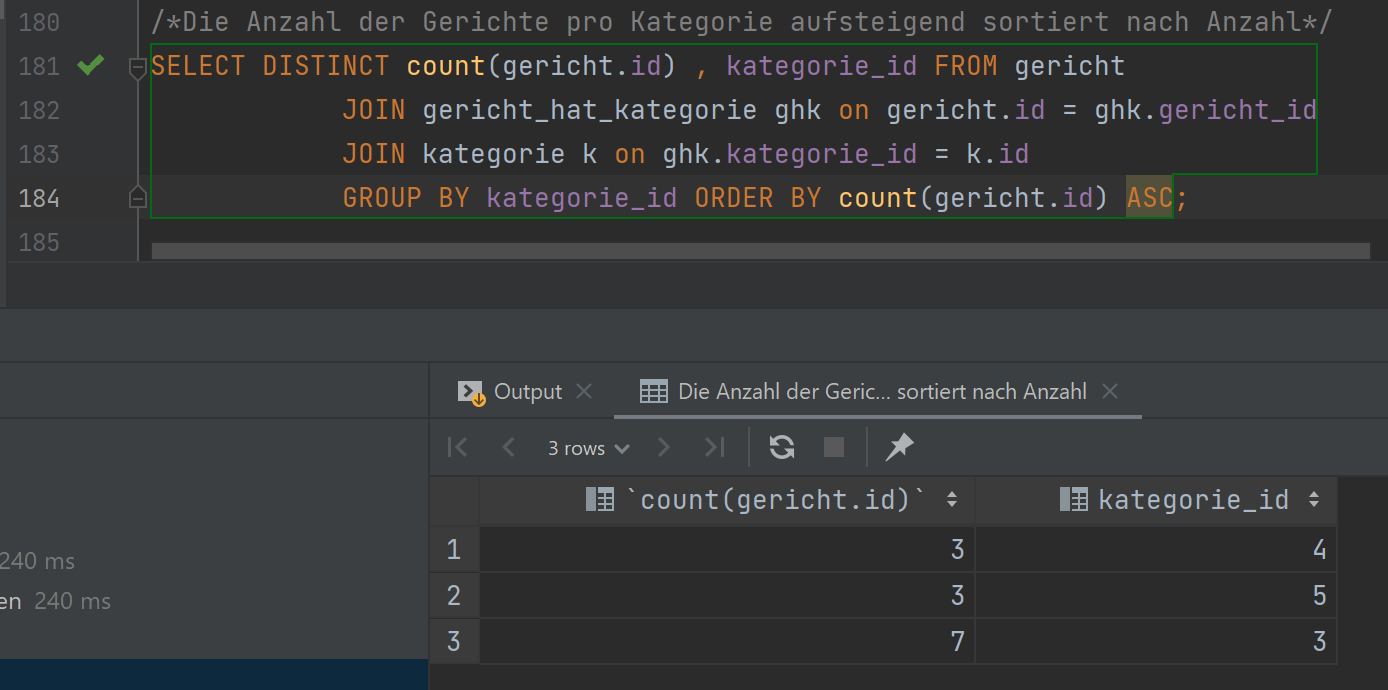 180 /*Die Anzahl der Gerichte pro Kategorie aufsteigend sortiert nach Anzahl*/
181 SELECT DISTINCT count(gericht.id) , kategorie_id FROM gericht
182 JOIN gericht_hat_kategorie ghk on gericht.id = ghk.gericht_id
183 JOIN kategorie k on ghk.kategorie_id = k.id
184 GROUP BY kategorie_id ORDER BY count(gericht.id) ASC;
185
Output Die Anzahl der Geric... sortiert nach Anzahl
3 rows
`count(gericht.id)` kategorie_id
1 3 4
2 3 5
3 7 3
240 ms
en 240 ms